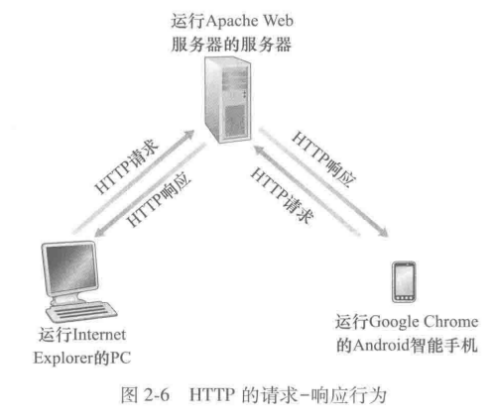 运行Apache Web
服务器的服务器
HTTP请求
HTTP响应
HTTP响应
HTTP请求
运行Internet
Explorer的PC
运行Google Chrome
的Android智能手机
图 2-6 HTTP 的请求-响应行为